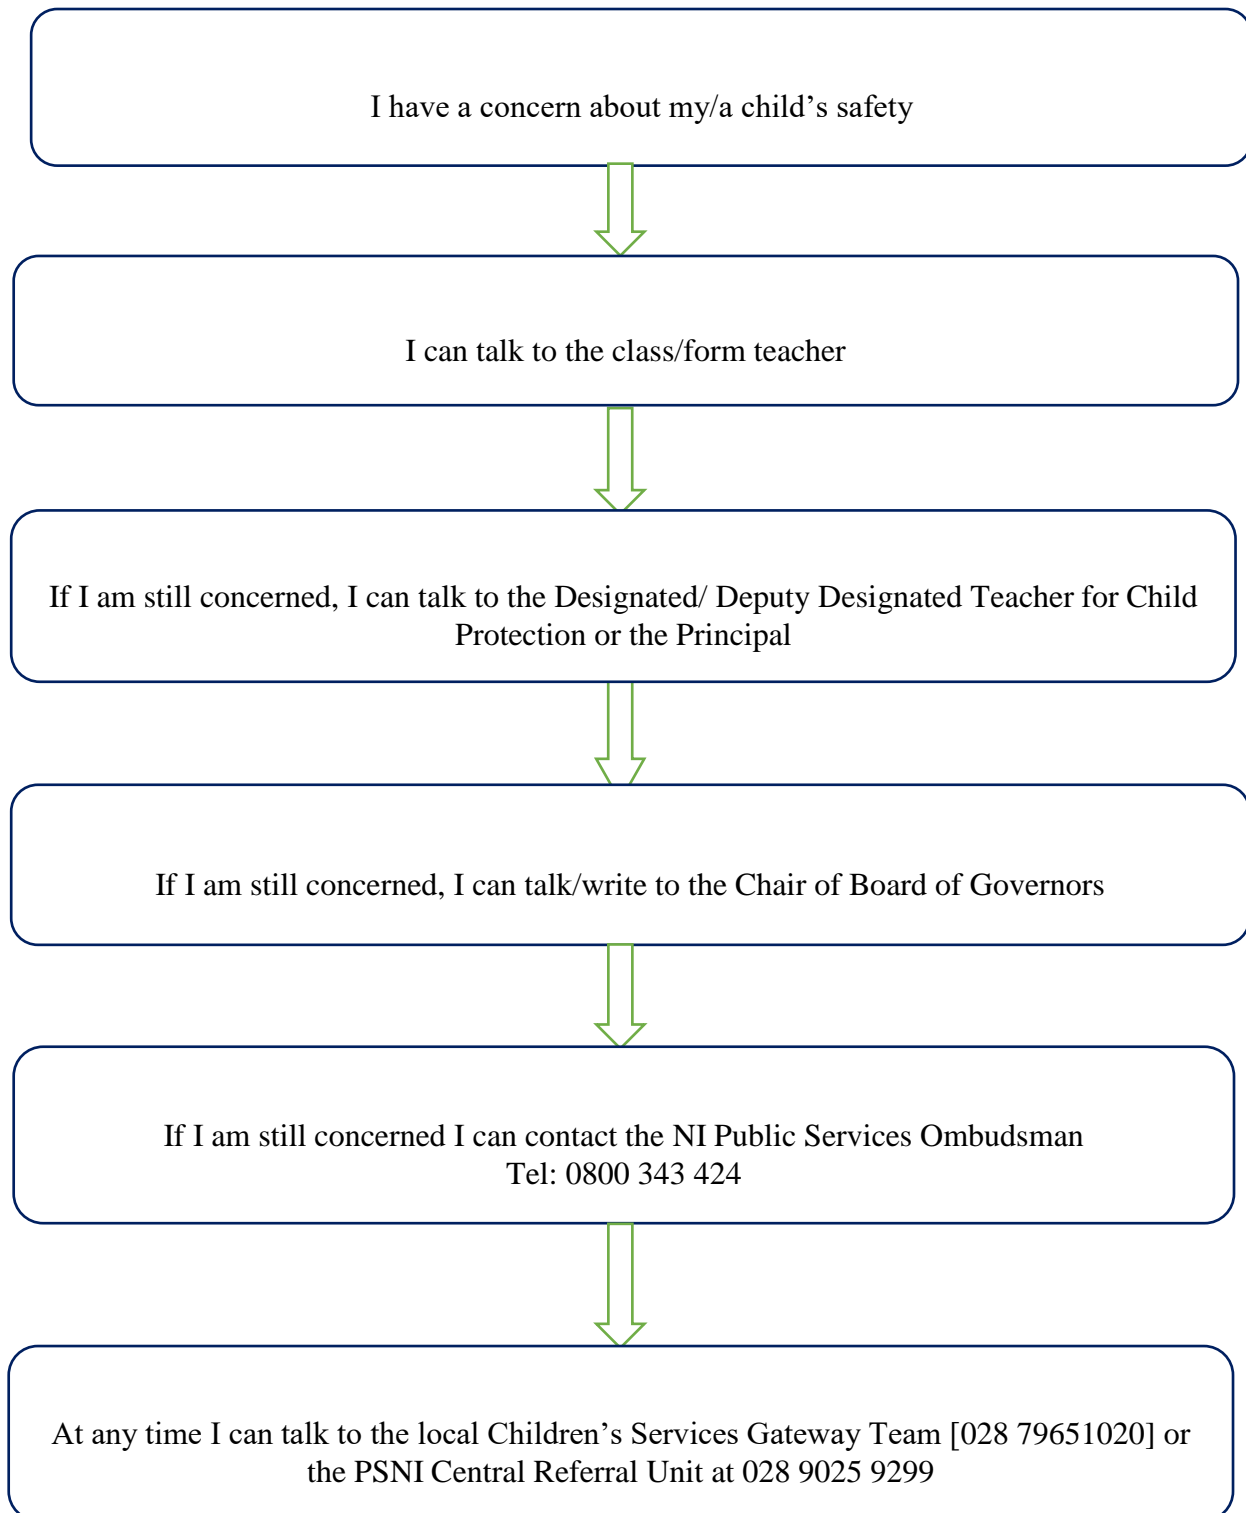 I have a concern about my/a child’s safety
I can talk to the class/form teacher
If I am still concerned, I can talk to the Designated/ Deputy Designated Teacher for Child
Protection or the Principal
If I am still concerned, I can talk/write to the Chair of Board of Governors
If I am still concerned I can contact the NI Public Services Ombudsman
Tel: 0800 343 424
At any time I can talk to the local Children’s Services Gateway Team [028 79651020] or
the PSNI Central Referral Unit at 028 9025 9299